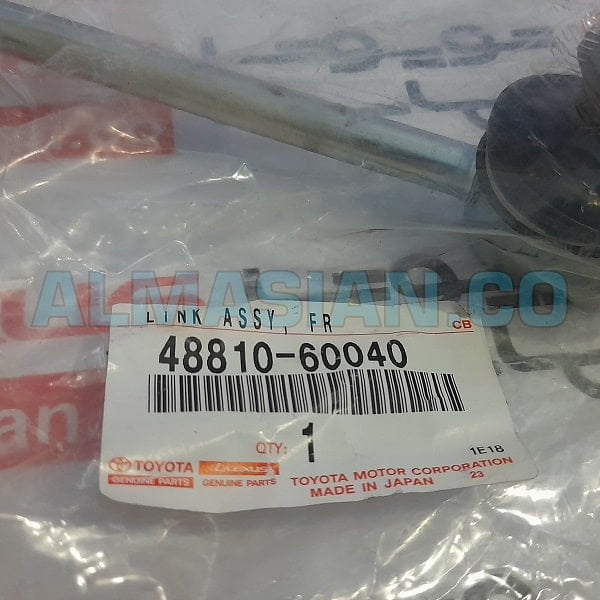 ALMASIAN.CO
LINK ASSY, FR
CB
48810-60040
QTY: 1
1E18
TOYOTA
GENUINE PARTS
LEXUS
GENUINE PARTS
TOYOTA MOTOR CORPORATION
MADE IN JAPAN 23